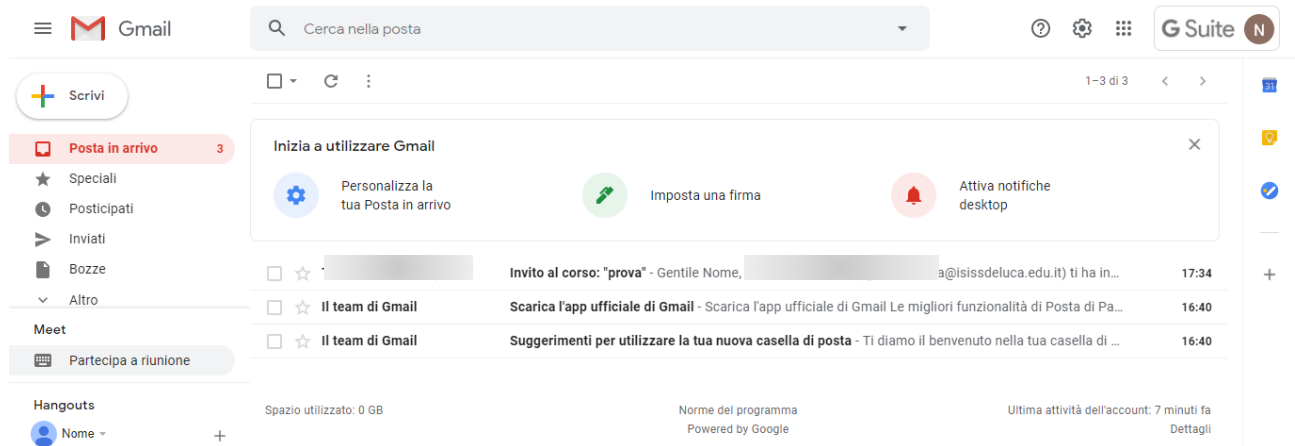 Gmail
Cerca nella posta
G Suite N
Scrivi
1–3 di 3
31
Posta in arrivo 3
Speciali
Posticipati
Inviati
Bozze
Altro
Meet
Partecipa a riunione
Hangouts
Nome
Inizia a utilizzare Gmail
Personalizza la
tua Posta in arrivo
Imposta una firma
Attiva notifiche
desktop
Invito al corso: "prova" - Gentile Nome, a@isissdeluca.edu.it) ti ha in... 17:34
Il team di Gmail Scarica l'app ufficiale di Gmail - Scarica l'app ufficiale di Gmail Le migliori funzionalità di Posta di Pa... 16:40
Il team di Gmail Suggerimenti per utilizzare la tua nuova casella di posta - Ti diamo il benvenuto nella tua casella di ... 16:40
Spazio utilizzato: 0 GB
Norme del programma
Powered by Google
Ultima attività dell'account: 7 minuti fa
Dettagli